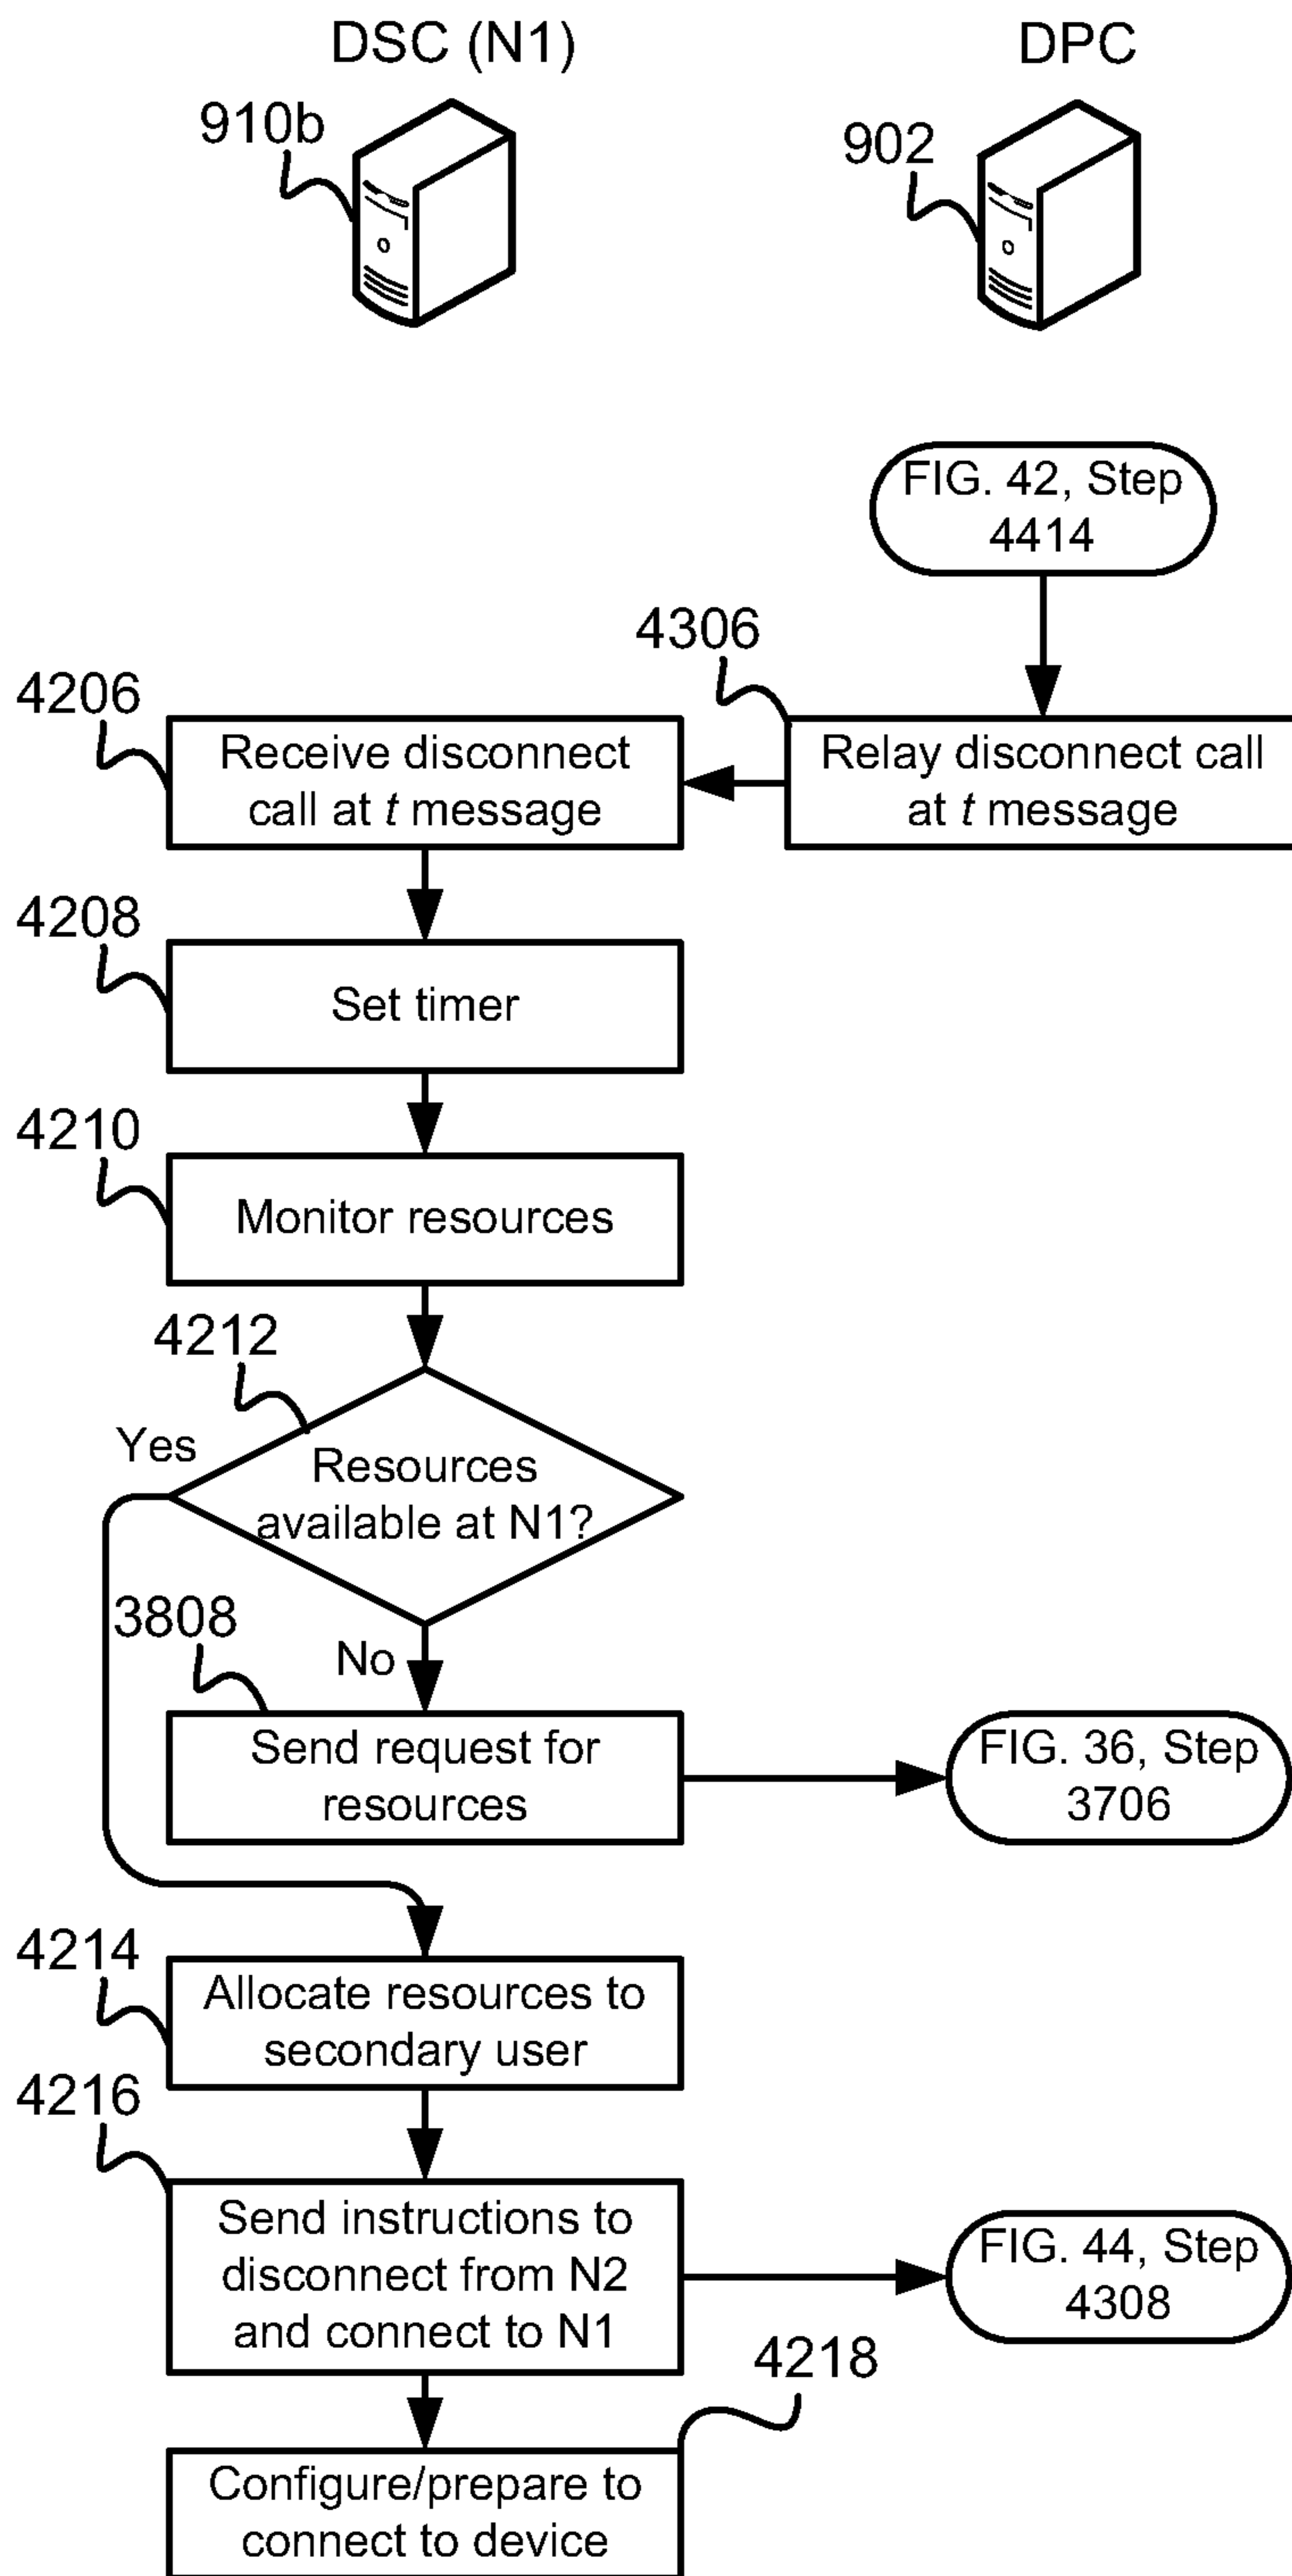 DSC (N1)
DPC
910b
902
FIG. 42, Step
4414
4306
4206
Receive disconnect
call at t message
Relay disconnect call
at t message
4208
Set timer
4210
Monitor resources
4212
Yes
Resources
available at N1?
3808
No
Send request for
resources
FIG. 36, Step
3706
4214
Allocate resources to
secondary user
4216
Send instructions to
disconnect from N2
and connect to N1
FIG. 44, Step
4308
4218
Configure/prepare to
connect to device